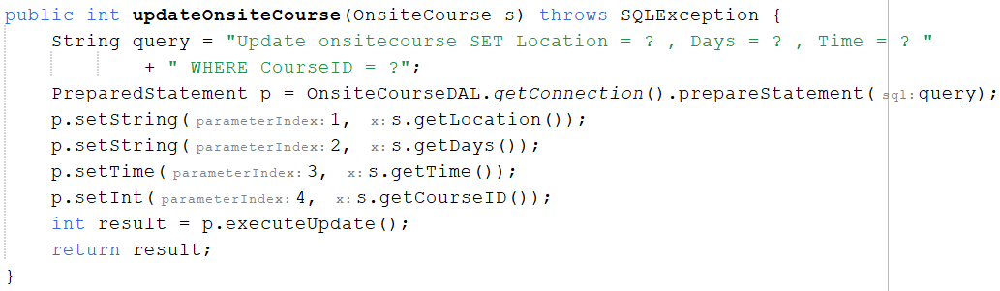 public int updateOnsiteCourse(OnsiteCourse s) throws SQLException {
    String query = "Update onsitecourse SET Location = ? , Days = ? , Time = ? "
            + " WHERE CourseID = ?";
    PreparedStatement p = OnsiteCourseDAL.getConnection().prepareStatement( sql: query);
    p.setString( parameterIndex: 1,  x: s.getLocation());
    p.setString( parameterIndex: 2,  x: s.getDays());
    p.setTime( parameterIndex: 3,  x: s.getTime());
    p.setInt( parameterIndex: 4,  x: s.getCourseID());
    int result = p.executeUpdate();
    return result;
}